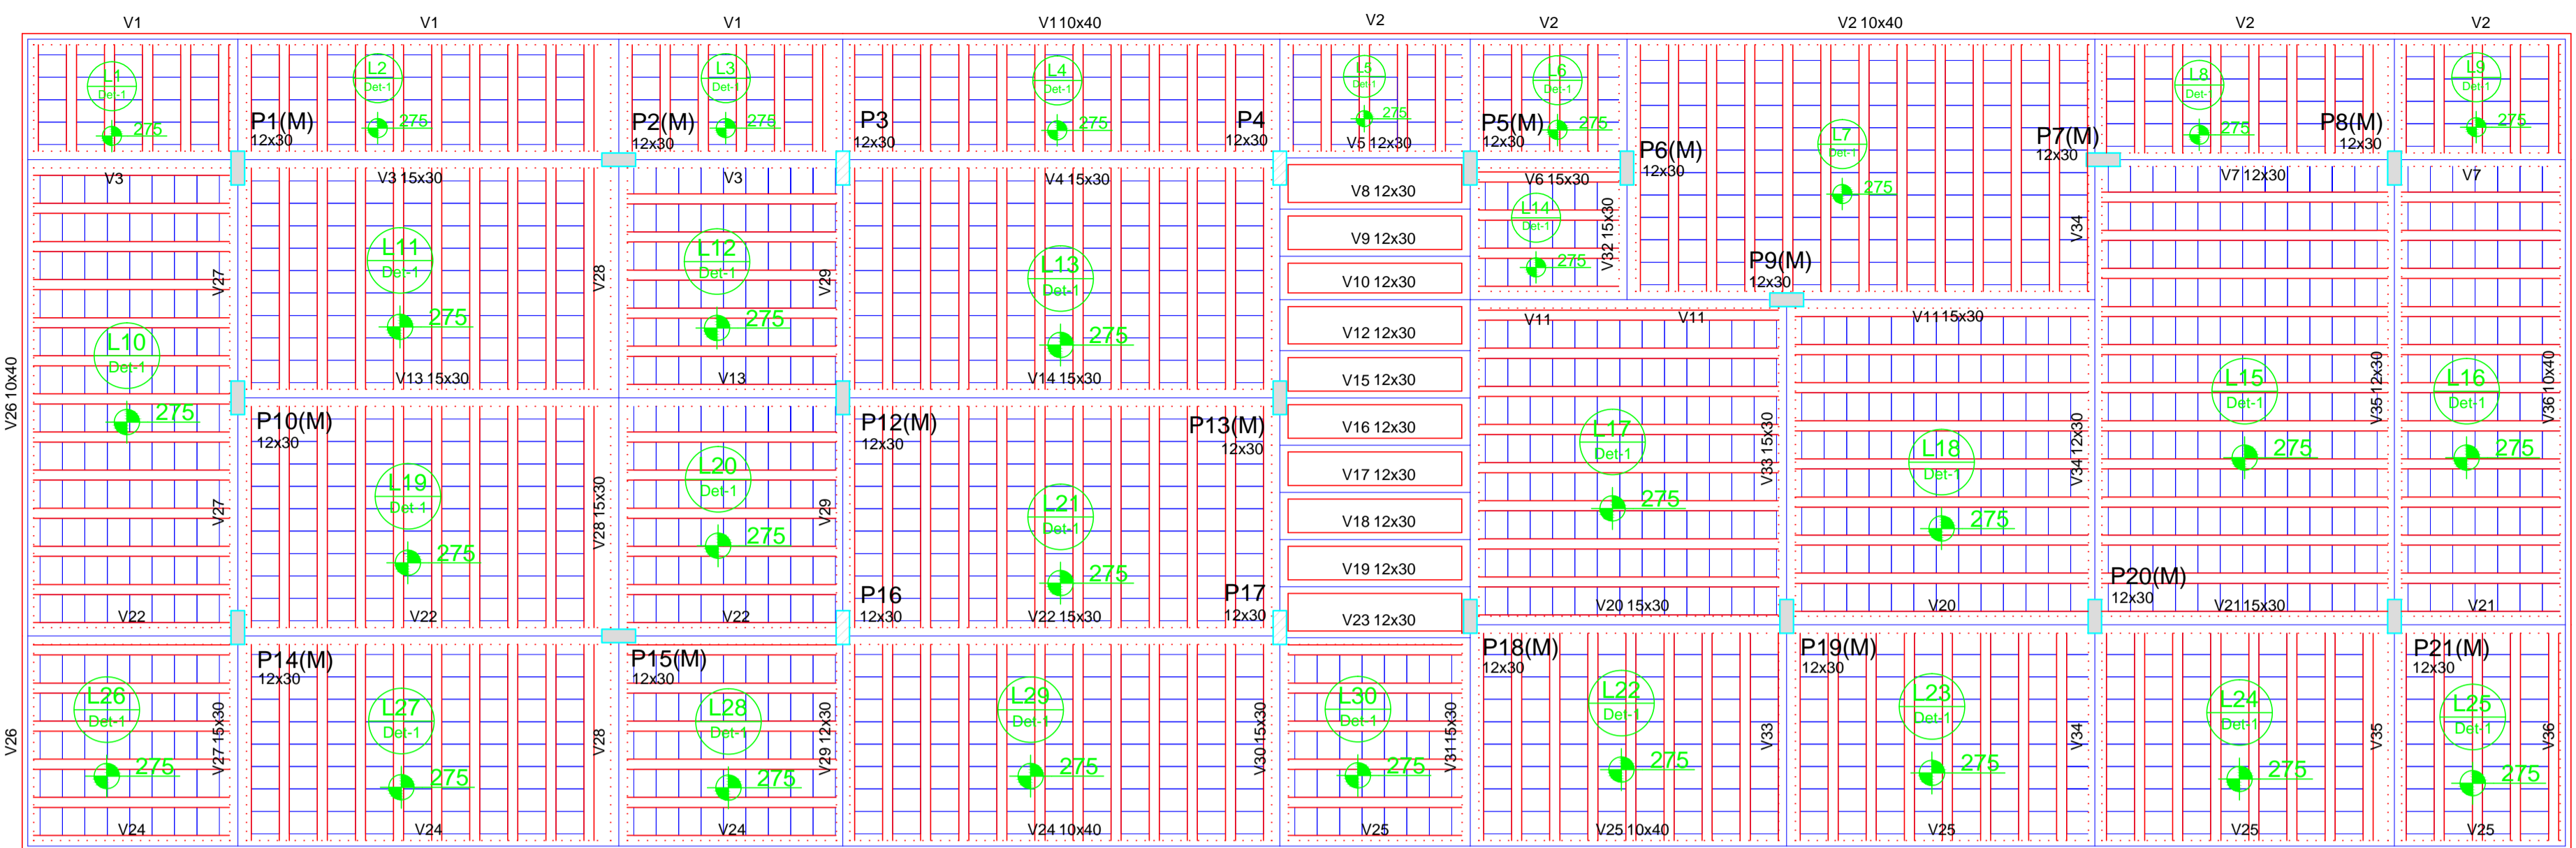 V1
V1
V1
V1 10x40
V2
V2
V2 10x40
V2
V2
L1
Det-1
275
L2
Det-1
275
L3
Det-1
275
L4
Det-1
275
L5
Det-1
275
L6
Det-1
275
L7
Det-1
275
L8
Det-1
275
L9
Det-1
275
P1(M)
12x30
P2(M)
12x30
P3
12x30
P4
12x30
V5 12x30
P5(M)
12x30
P6(M)
12x30
P7(M)
12x30
P8(M)
12x30
V3
V3 15x30
V3
V4 15x30
V8 12x30
V6 15x30
V7 12x30
V7
L14
Det-1
275
V32 15x30
V34
V9 12x30
V10 12x30
V12 12x30
V15 12x30
V16 12x30
V17 12x30
V18 12x30
V19 12x30
V23 12x30
P9(M)
12x30
V27
L11
Det-1
275
V28
L12
Det-1
275
V29
L13
Det-1
275
V11
V11
V11 15x30
V26 10x40
L10
Det-1
275
V13 15x30
V13
V14 15x30
L15
Det-1
275
V35 12x30
L16
Det-1
275
V36 10x40
P10(M)
12x30
P12(M)
12x30
P13(M)
12x30
L17
Det-1
275
V33 15x30
L18
Det-1
275
V34 12x30
V27
L19
Det-1
275
V28 15x30
L20
Det-1
275
V29
L21
Det-1
275
P16
12x30
P17
12x30
P20(M)
12x30
V22
V22
V22
V22 15x30
V20 15x30
V20
V21 15x30
V21
P14(M)
12x30
P15(M)
12x30
P18(M)
12x30
P19(M)
12x30
P21(M)
12x30
V26
L26
Det-1
275
V27 15x30
L27
Det-1
275
V28
L28
Det-1
275
V29 12x30
L29
Det-1
275
V30 15x30
L30
Det-1
275
V31 15x30
L22
Det-1
275
V33
L23
Det-1
275
V34
L24
Det-1
275
V35
L25
Det-1
275
V36
V24
V24
V24
V24 10x40
V25
V25 10x40
V25
V25
V25